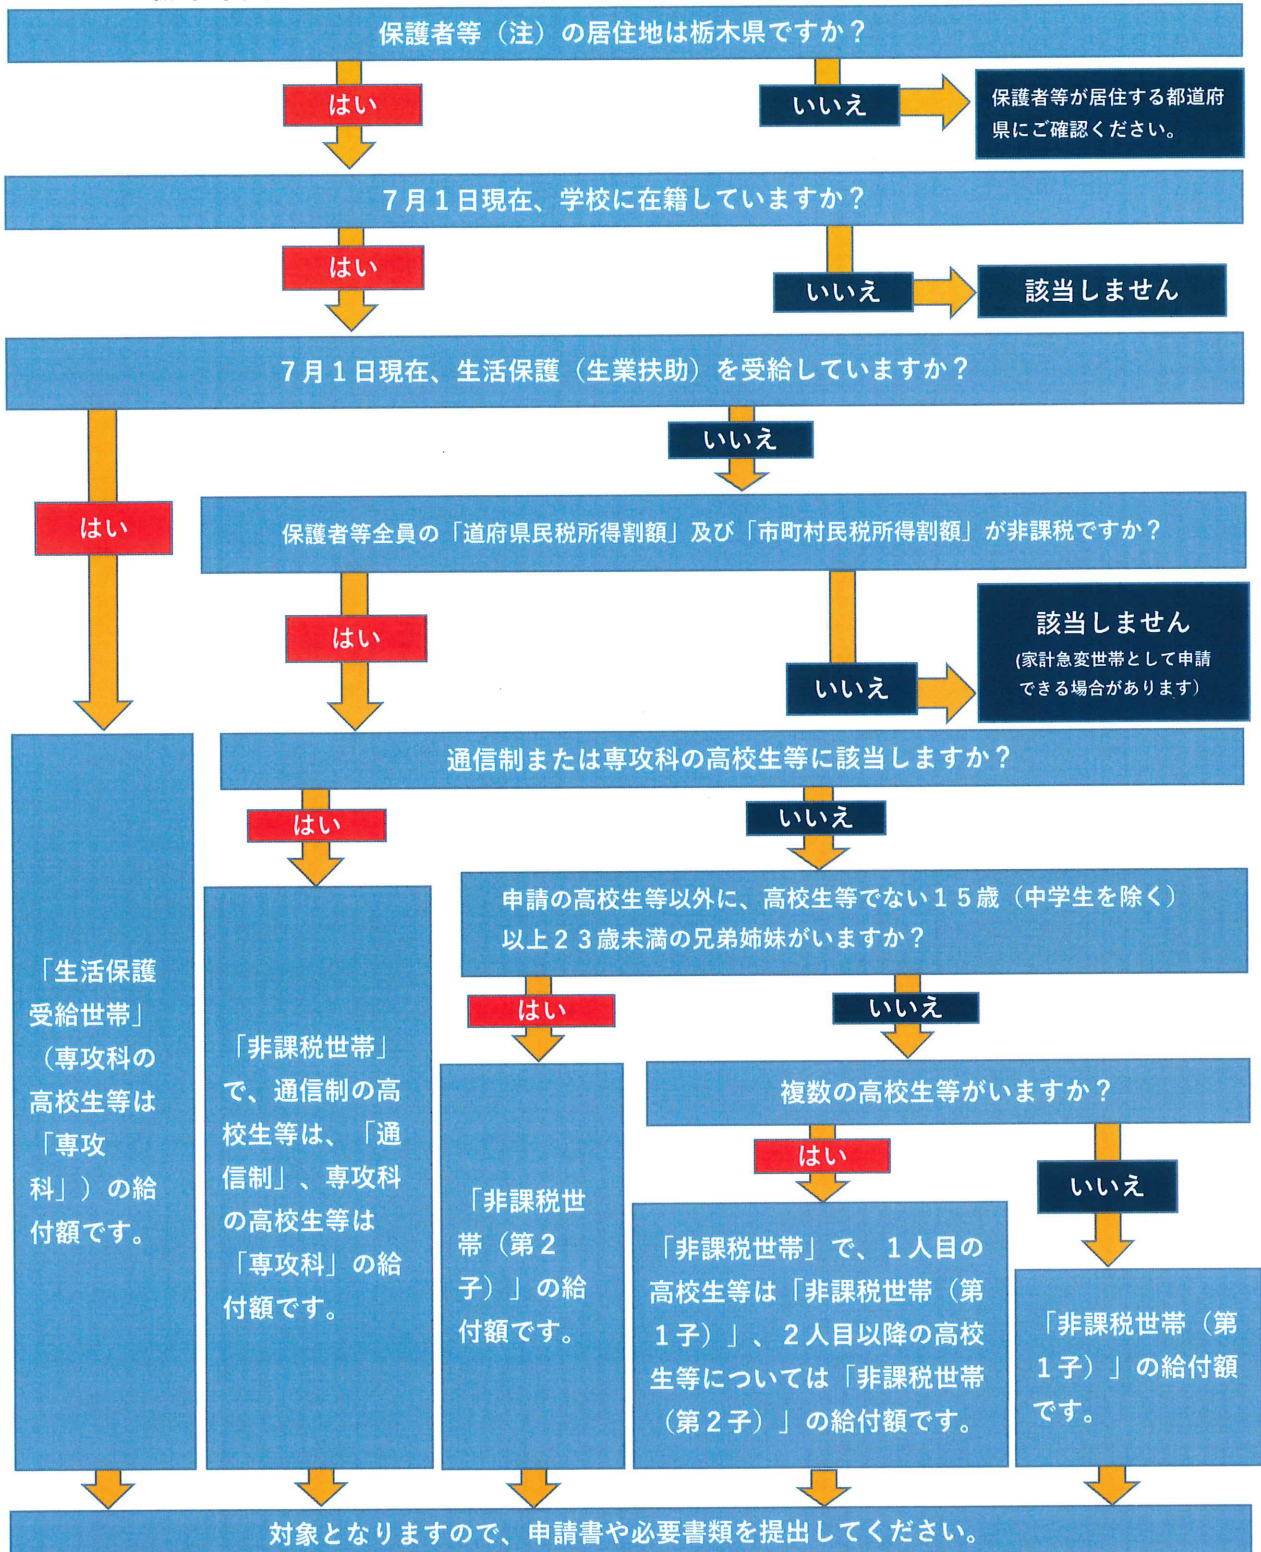 保護者等（注）の居住地は栃木県ですか？
はい
いいえ
保護者等が居住する都道府
県にご確認ください。
７月１日現在、学校に在籍していますか？
はい
いいえ
該当しません
７月１日現在、生活保護（生業扶助）を受給していますか？
いいえ
はい
保護者等全員の「道府県民税所得割額」及び「市町村民税所得割額」が非課税ですか？
はい
いいえ
該当しません
(家計急変世帯として申請
できる場合があります）
通信制または専攻科の高校生等に該当しますか？
はい
いいえ
申請の高校生等以外に、高校生等でない１５歳（中学生を除く）
以上２３歳未満の兄弟姉妹がいますか？
はい
いいえ
複数の高校生等がいますか？
はい
いいえ
「生活保護
受給世帯」
（専攻科の
高校生等は
「専攻
科」）の給
付額です。
「非課税世帯」
で、通信制の高
校生等は、「通
信制」、専攻科
の高校生等は
「専攻科」の給
付額です。
「非課税世
帯（第２
子）」の給
付額です。
「非課税世帯」で、１人目の
高校生等は「非課税世帯（第
１子）」、２人目以降の高校
生等については「非課税世帯
（第２子）」の給付額です。
「非課税世帯（第
１子）」の給付額
です。
対象となりますので、申請書や必要書類を提出してください。